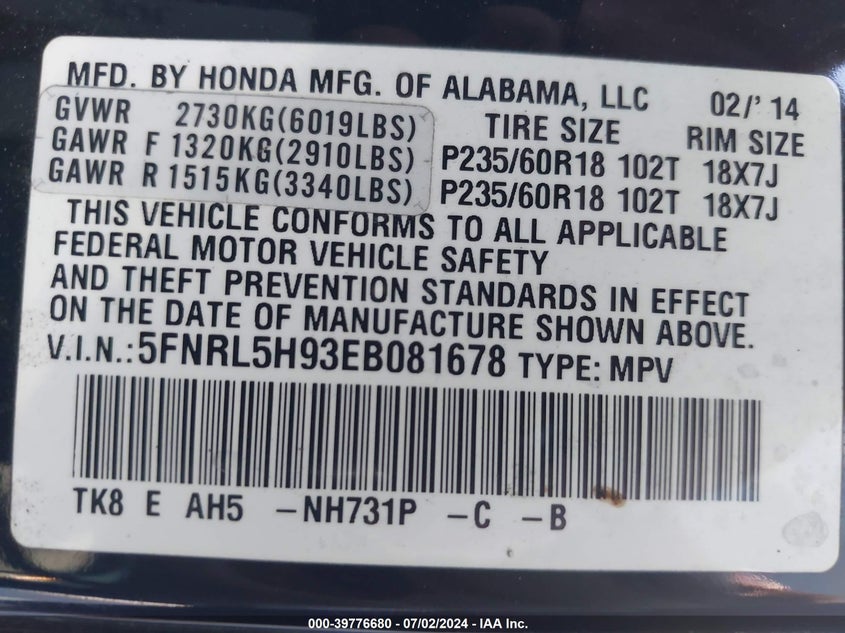 MFD. BY HONDA MFG. OF ALABAMA, LLC 02/' 14
GVWR 2730KG(6019LBS) TIRE SIZE RIM SIZE
GAWR F 1320KG(2910LBS) P235/60R18 102T 18X7J
GAWR R 1515KG(3340LBS) P235/60R18 102T 18X7J
THIS VEHICLE CONFORMS TO ALL APPLICABLE
FEDERAL MOTOR VEHICLE SAFETY
AND THEFT PREVENTION STANDARDS IN EFFECT
ON THE DATE OF MANUFACTURE SHOWN ABOVE.
V.I.N.:5FNRL5H93EB081678 TYPE: MPV
TK8 E AH5 -NH731P -C -B
000-39776680 - 07/02/2024 - IAA Inc.